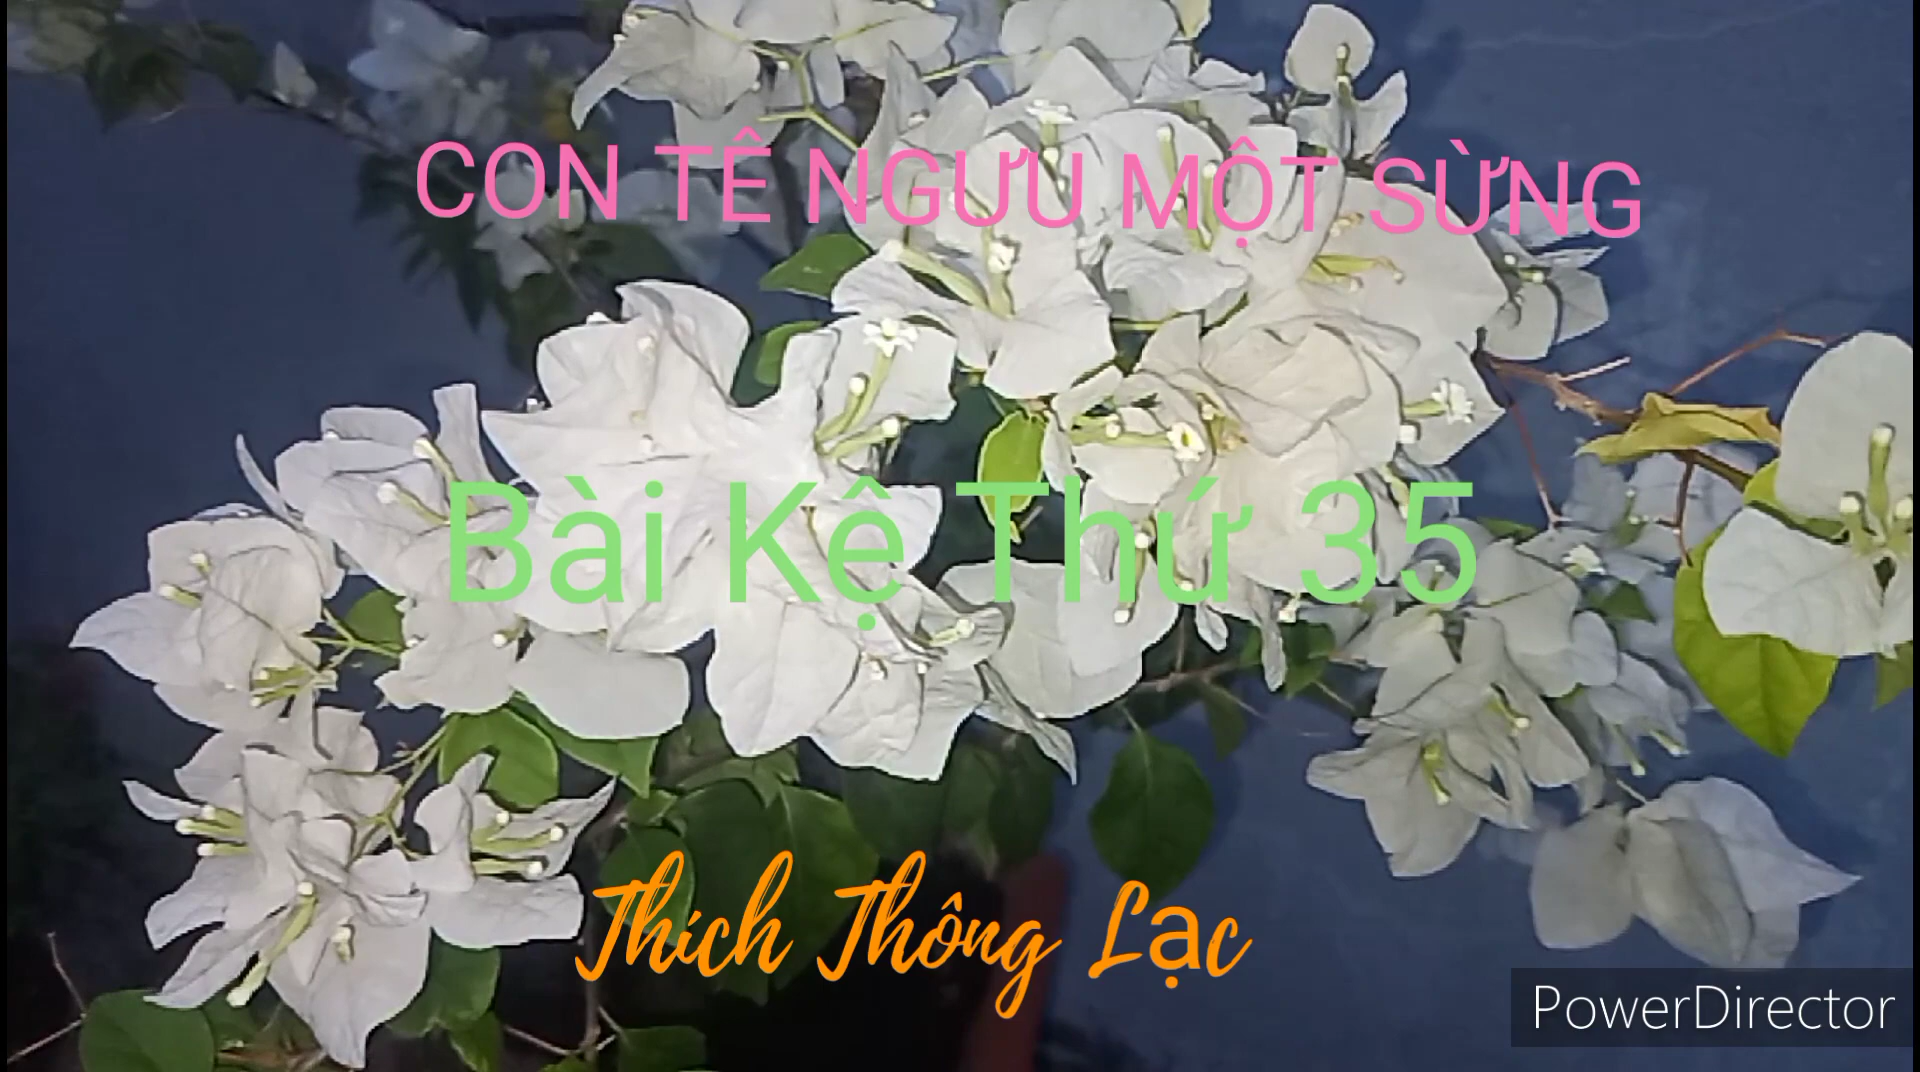 CON TÊ NGƯU MỘT SỪNG
Bài Kệ Thứ 35
Thích Thông Lạc
PowerDirector